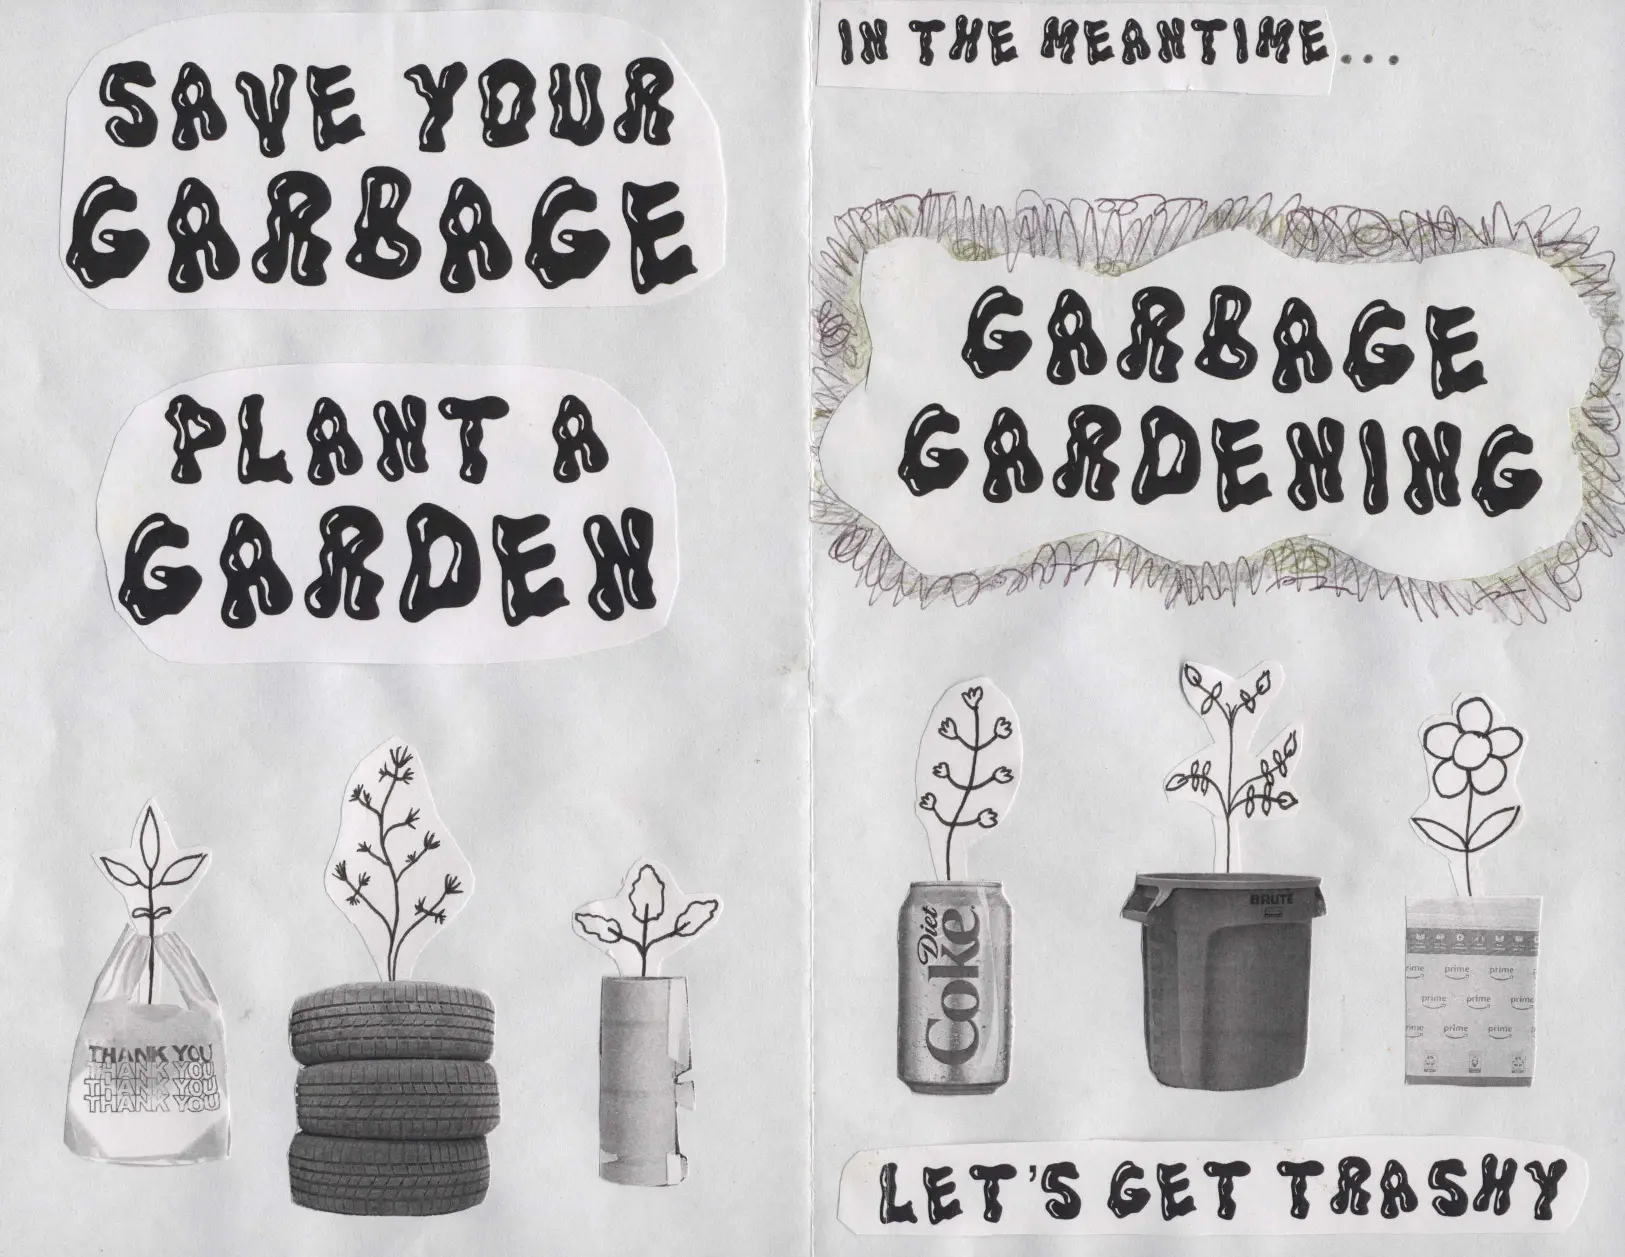 SAVE YOUR
GARBAGE
PLANT A
GARDEN
THANK YOU
THANK YOU
THANK YOU
THANK YOU
IN THE MEANTIME...
GARBAGE
GARDENING
Diet
Coke
BRUTE
prime prime prime
prime prime prime
prime prime prime
LET'S GET TRASHY